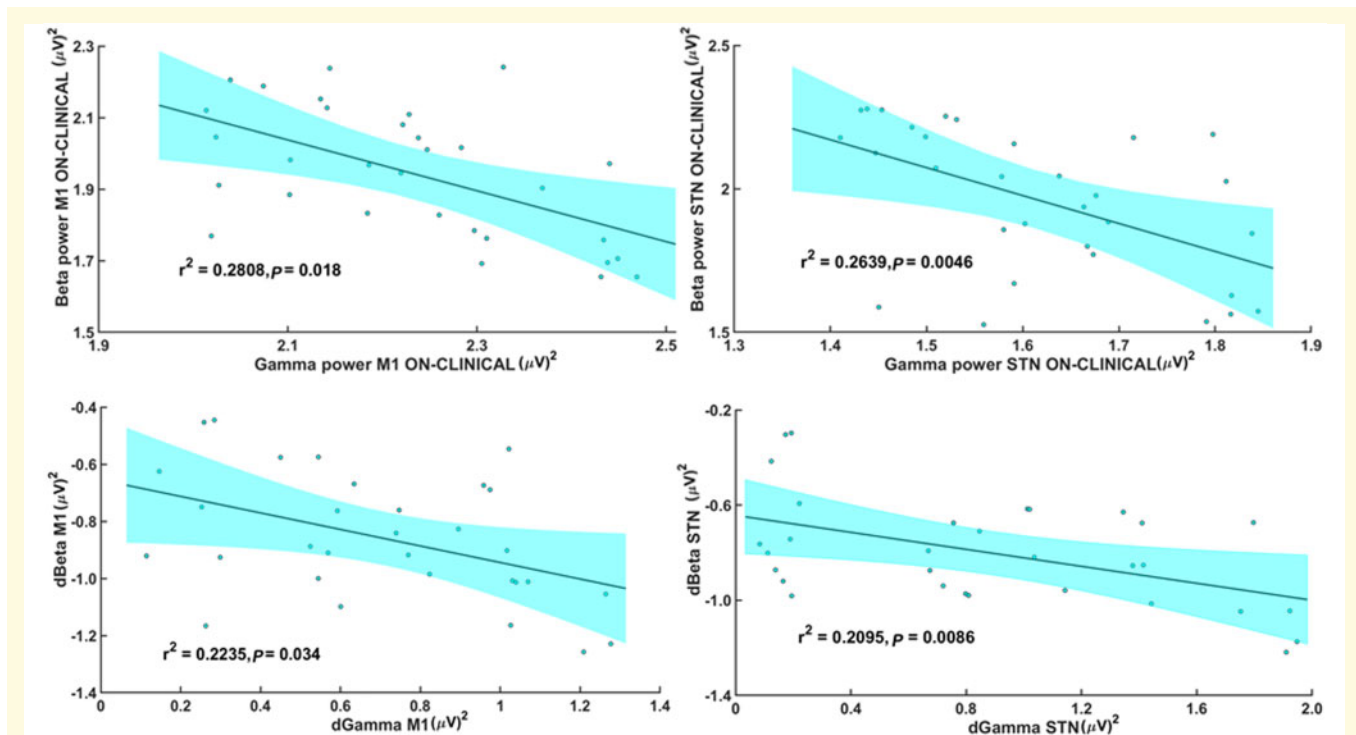 2.3
2.1
1.9
1.7
1.5
Beta power M1 ON-CLINICAL (μV)²
r² = 0.2808, P = 0.018
1.9 2.1 2.3 2.5
Gamma power M1 ON-CLINICAL (μV)²
2.5
2
1.5
Beta power STN ON-CLINICAL (μV)²
r² = 0.2639, P = 0.0046
1.3 1.4 1.5 1.6 1.7 1.8 1.9
Gamma power STN ON-CLINICAL(μV)²
-0.4
-0.6
-0.8
-1.0
-1.2
-1.4
dBeta M1(μV)²
r² = 0.2235, P = 0.034
0 0.2 0.4 0.6 0.8 1 1.2 1.4
dGamma M1(μV)²
-0.2
-0.6
-1.0
-1.4
dBeta STN (μV)²
r² = 0.2095, P = 0.0086
0 0.4 0.8 1.2 1.6 2.0
dGamma STN(μV)²